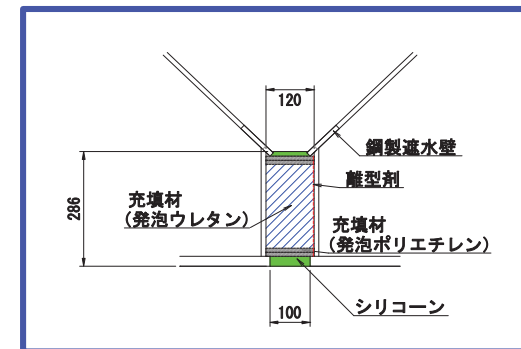 120
鋼製遮水壁
離型剤
286
充填材
(発泡ウレタン)
充填材
(発泡ポリエチレン)
シリコーン
100